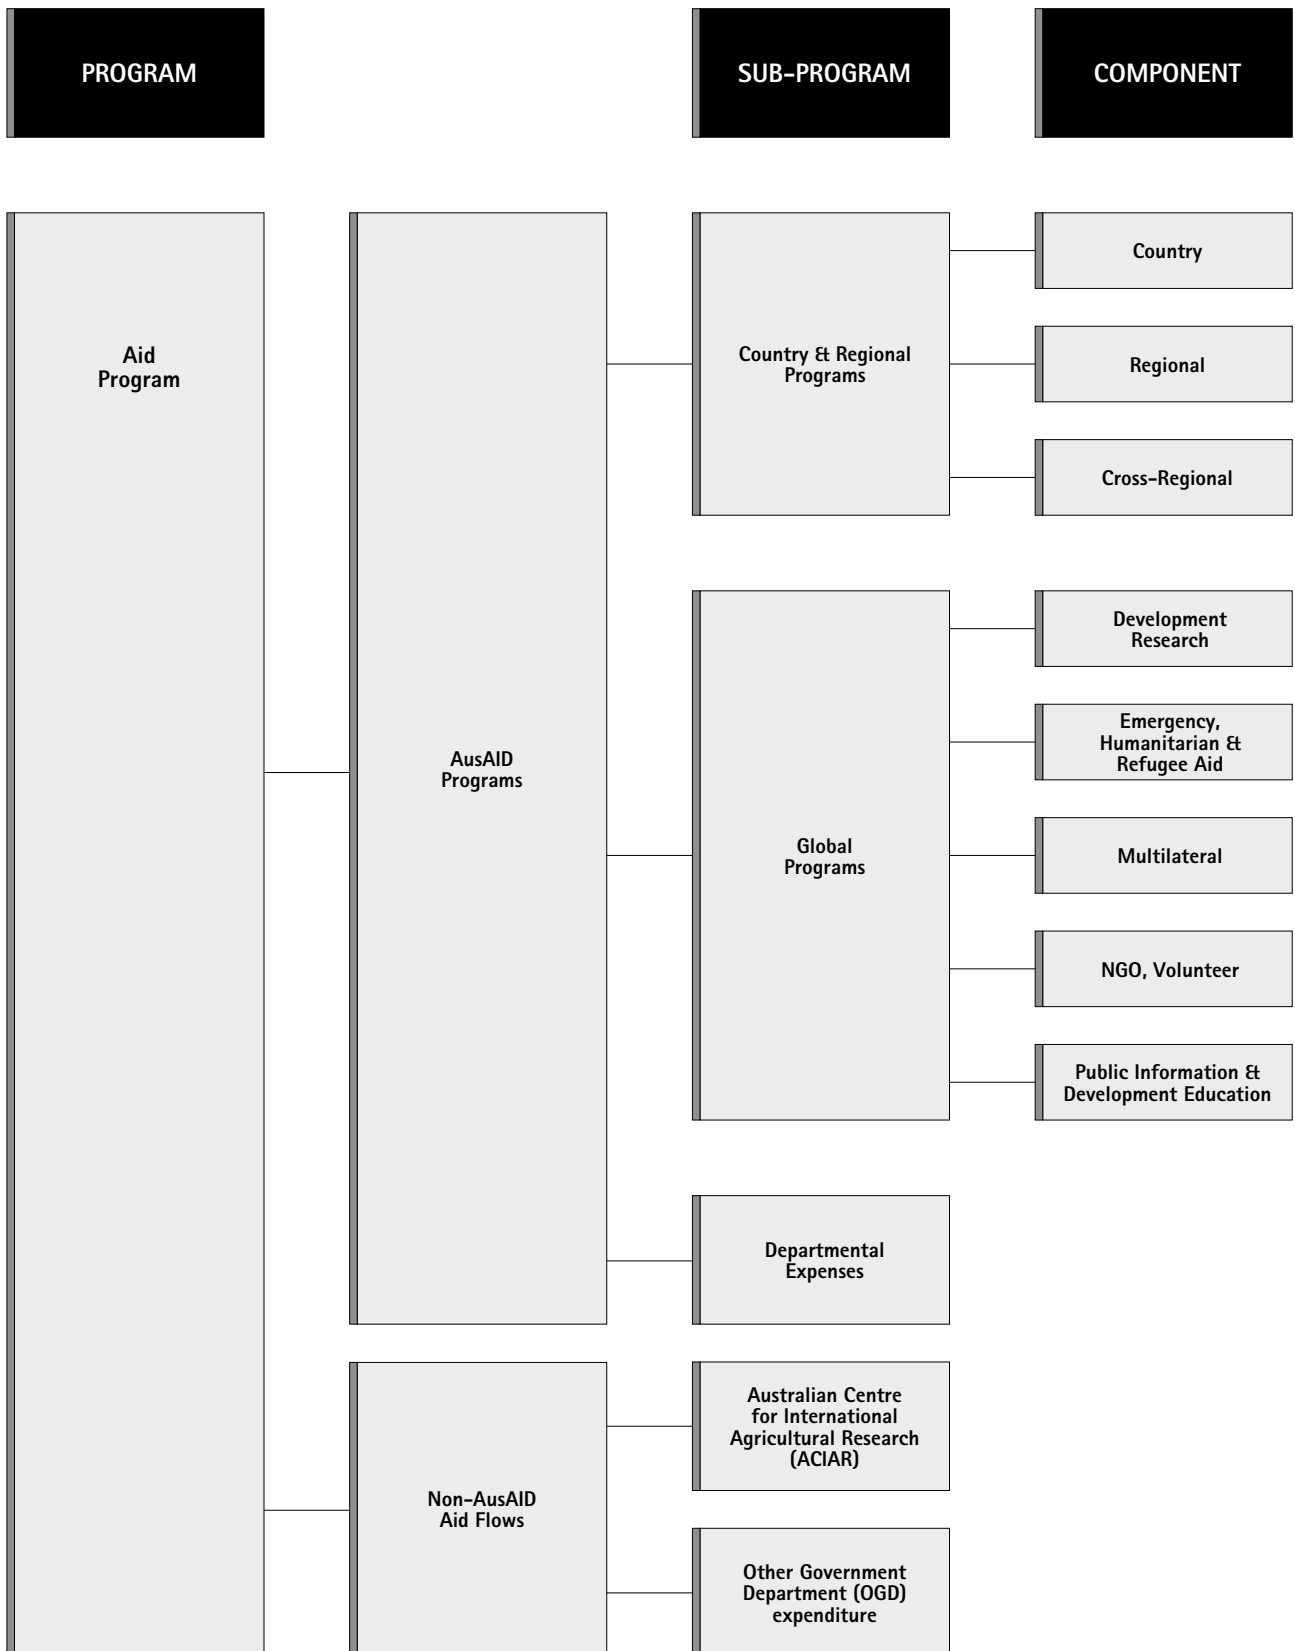 PROGRAM
SUB-PROGRAM
COMPONENT
Aid
Program
AusAID
Programs
Country & Regional
Programs
Country
Regional
Cross-Regional
Global
Programs
Development
Research
Emergency,
Humanitarian &
Refugee Aid
Multilateral
NGO, Volunteer
Public Information &
Development Education
Departmental
Expenses
Non-AusAID
Aid Flows
Australian Centre
for International
Agricultural Research
(ACIAR)
Other Government
Department (OGD)
expenditure